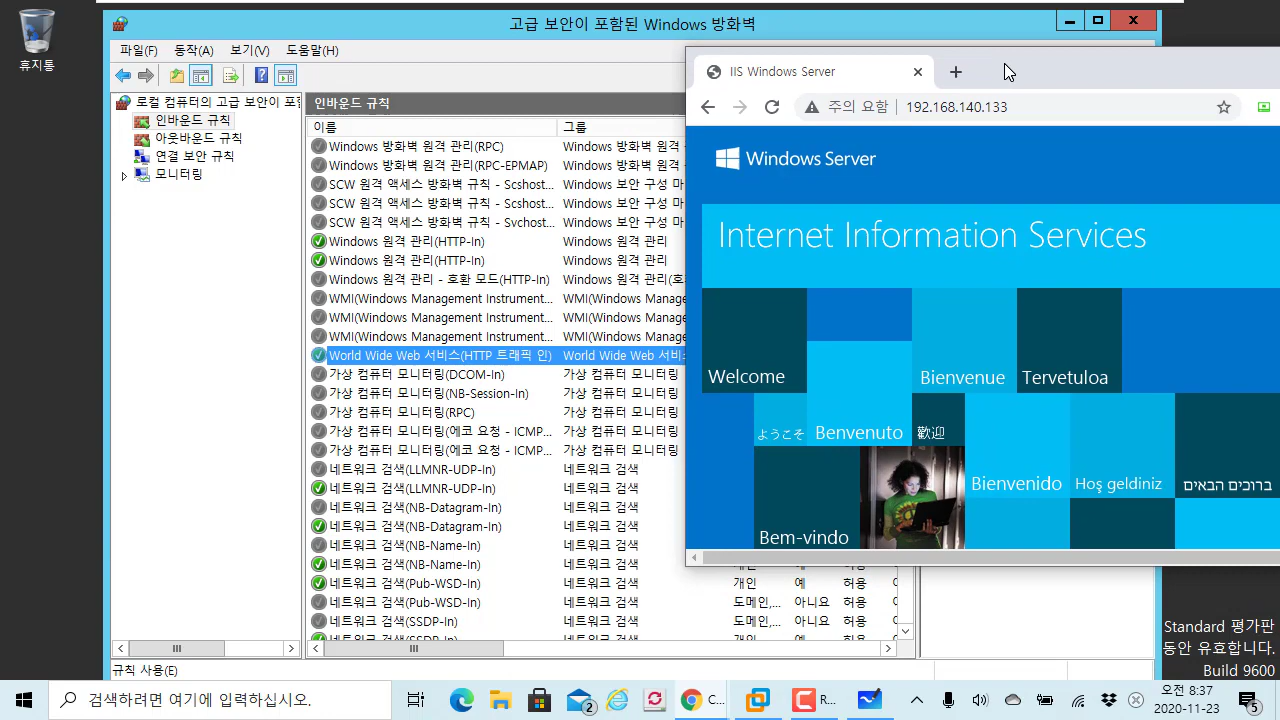 휴지통
고급 보안이 포함된 Windows 방화벽
파일(F) 동작(A) 보기(V) 도움말(H)
로컬 컴퓨터의 고급 보안이 포함
인바운드 규칙
아웃바운드 규칙
연결 보안 규칙
모니터링
인바운드 규칙
이름 그룹
Windows 방화벽 원격 관리(RPC) Windows 방화벽
Windows 방화벽 원격 관리(RPC-EPMAP) Windows 방화벽
SCW 원격 액세스 방화벽 규칙 - Scshost... Windows 보안 구성 마
SCW 원격 액세스 방화벽 규칙 - Scshost... Windows 보안 구성 마
SCW 원격 액세스 방화벽 규칙 - Svchost... Windows 보안 구성 마
Windows 원격 관리(HTTP-In) Windows 원격 관리
Windows 원격 관리(HTTP-In) Windows 원격 관리
Windows 원격 관리 - 호환 모드(HTTP-In) Windows 원격 관리(호
WMI(Windows Management Instrument... WMI(Windows Manage
WMI(Windows Management Instrument... WMI(Windows Manage
WMI(Windows Management Instrument... WMI(Windows Manage
World Wide Web 서비스(HTTP 트래픽 인) World Wide Web 서비스
가상 컴퓨터 모니터링(DCOM-In) 가상 컴퓨터 모니터링
가상 컴퓨터 모니터링(NB-Session-In) 가상 컴퓨터 모니터링
가상 컴퓨터 모니터링(RPC) 가상 컴퓨터 모니터링
가상 컴퓨터 모니터링(에코 요청 - ICMP... 가상 컴퓨터 모니터링
가상 컴퓨터 모니터링(에코 요청 - ICMP... 가상 컴퓨터 모니터링
네트워크 검색(LLMNR-UDP-In) 네트워크 검색
네트워크 검색(LLMNR-UDP-In) 네트워크 검색
네트워크 검색(NB-Datagram-In) 네트워크 검색
네트워크 검색(NB-Datagram-In) 네트워크 검색
네트워크 검색(NB-Name-In) 네트워크 검색
네트워크 검색(NB-Name-In) 네트워크 검색
네트워크 검색(Pub-WSD-In) 네트워크 검색 개인 예 허용
네트워크 검색(Pub-WSD-In) 네트워크 검색 도메인,... 아니요 허용
네트워크 검색(SSDP-In) 네트워크 검색 도메인,... 아니요 허용
네트워크 검색(SSDP-In) 네트워크 검색 개인 예 허용
규칙 사용(E)
IIS Windows Server
주의 요함 192.168.140.133
Windows Server
Internet Information Services
Welcome
Bienvenue
Tervetuloa
ようこそ
Benvenuto
歡迎
Bienvenido
Hoş geldiniz
ברוכים הבאים
Bem-vindo
Standard 평가판
동안 유효합니다.
Build 9600
검색하려면 여기에 입력하십시오.
2
C...
R...
오전 8:37
2020-11-23
5